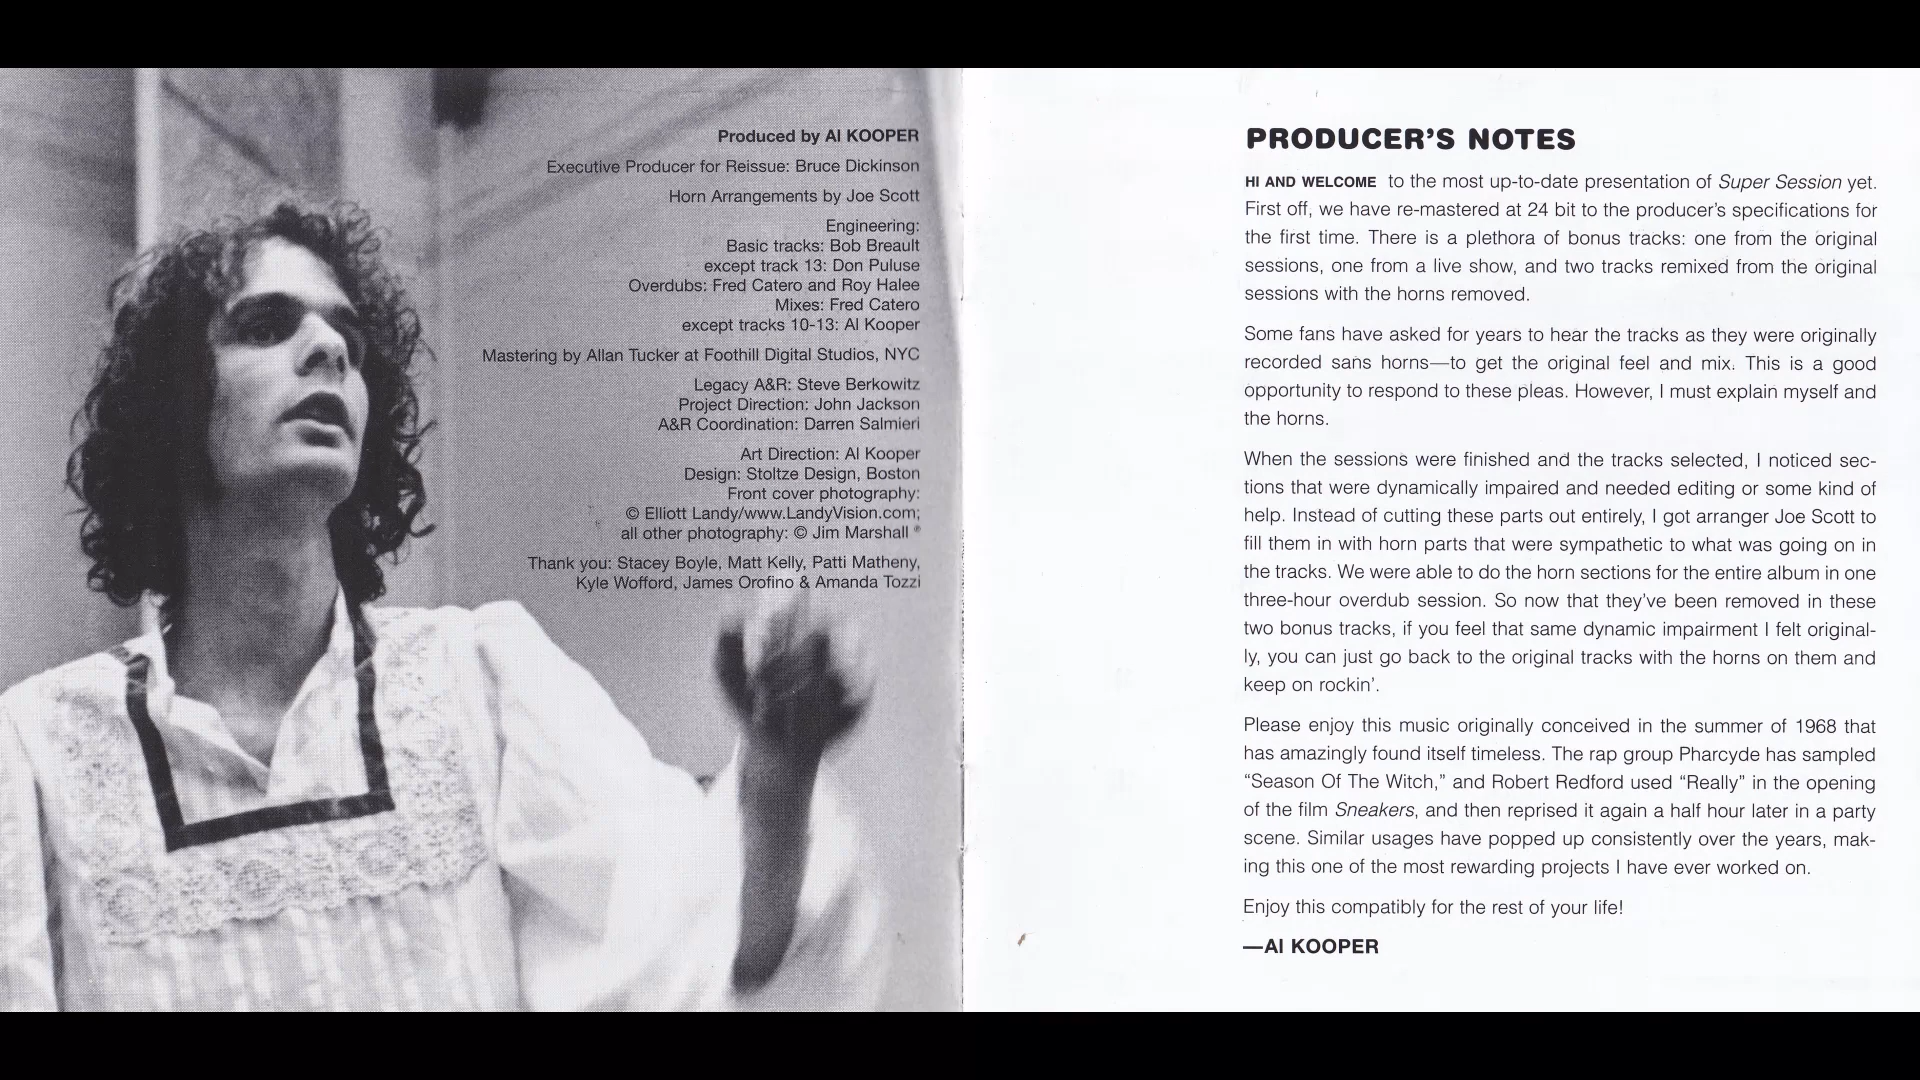 Produced by Al KOOPER
Executive Producer for Reissue: Bruce Dickinson
Horn Arrangements by Joe Scott
Engineering:
Basic tracks: Bob Breault
except track 13: Don Puluse
Overdubs: Fred Catero and Roy Halee
Mixes: Fred Catero
except tracks 10-13: Al Kooper
Mastering by Allan Tucker at Foothill Digital Studios, NYC
Legacy A&R: Steve Berkowitz
Project Direction: John Jackson
A&R Coordination: Darren Salmieri
Art Direction: Al Kooper
Design: Stoltze Design, Boston
Front cover photography:
© Elliott Landy/www.LandyVision.com;
all other photography: © Jim Marshall ®
Thank you: Stacey Boyle, Matt Kelly, Patti Matheny,
Kyle Wofford, James Orofino & Amanda Tozzi
PRODUCER'S NOTES
HI AND WELCOME to the most up-to-date presentation of Super Session yet.
First off, we have re-mastered at 24 bit to the producer's specifications for
the first time. There is a plethora of bonus tracks: one from the original
sessions, one from a live show, and two tracks remixed from the original
sessions with the horns removed.
Some fans have asked for years to hear the tracks as they were originally
recorded sans horns—to get the original feel and mix. This is a good
opportunity to respond to these pleas. However, I must explain myself and
the horns.
When the sessions were finished and the tracks selected, I noticed sec-
tions that were dynamically impaired and needed editing or some kind of
help. Instead of cutting these parts out entirely, I got arranger Joe Scott to
fill them in with horn parts that were sympathetic to what was going on in
the tracks. We were able to do the horn sections for the entire album in one
three-hour overdub session. So now that they've been removed in these
two bonus tracks, if you feel that same dynamic impairment I felt original-
ly, you can just go back to the original tracks with the horns on them and
keep on rockin'.
Please enjoy this music originally conceived in the summer of 1968 that
has amazingly found itself timeless. The rap group Pharcyde has sampled
"Season Of The Witch," and Robert Redford used "Really" in the opening
of the film Sneakers, and then reprised it again a half hour later in a party
scene. Similar usages have popped up consistently over the years, mak-
ing this one of the most rewarding projects I have ever worked on.
Enjoy this compatibly for the rest of your life!
—Al KOOPER